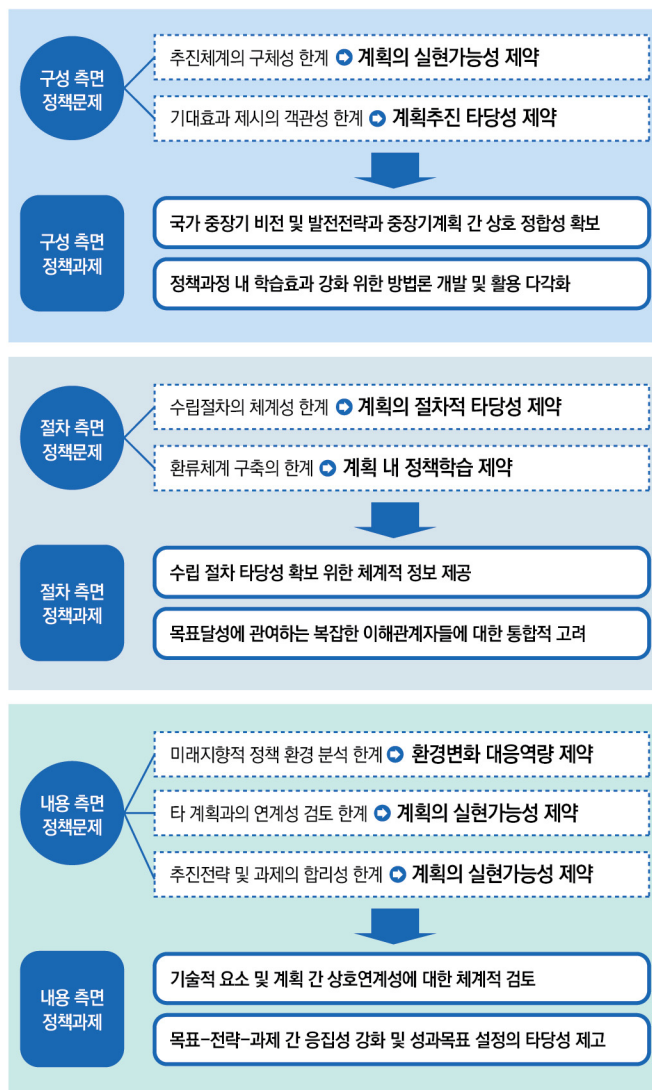 구성 측면
정책문제
추진체계의 구체성 한계 ➲ 계획의 실현가능성 제약
기대효과 제시의 객관성 한계 ➲ 계획추진 타당성 제약
구성 측면
정책과제
국가 중장기 비전 및 발전전략과 중장기계획 간 상호 정합성 확보
정책과정 내 학습효과 강화 위한 방법론 개발 및 활용 다각화
절차 측면
정책문제
수립절차의 체계성 한계 ➲ 계획의 절차적 타당성 제약
환류체계 구축의 한계 ➲ 계획 내 정책학습 제약
절차 측면
정책과제
수립 절차 타당성 확보 위한 체계적 정보 제공
목표달성에 관여하는 복잡한 이해관계자들에 대한 통합적 고려
내용 측면
정책문제
미래지향적 정책 환경 분석 한계 ➲ 환경변화 대응역량 제약
타 계획과의 연계성 검토 한계 ➲ 계획의 실현가능성 제약
추진전략 및 과제의 합리성 한계 ➲ 계획의 실현가능성 제약
내용 측면
정책과제
기술적 요소 및 계획 간 상호연계성에 대한 체계적 검토
목표-전략-과제 간 응집성 강화 및 성과목표 설정의 타당성 제고